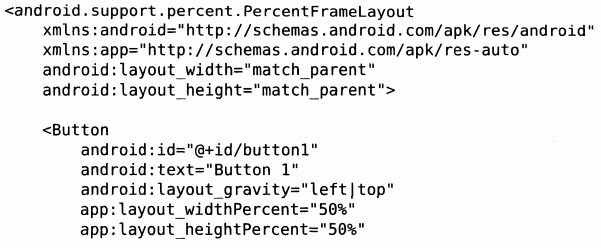 <android.support.percent.PercentFrameLayout
    xmlns:android="http://schemas.android.com/apk/res/android"
    xmlns:app="http://schemas.android.com/apk/res-auto"
    android:layout_width="match_parent"
    android:layout_height="match_parent">

    <Button
        android:id="@+id/button1"
        android:text="Button 1"
        android:layout_gravity="left|top"
        app:layout_widthPercent="50%"
        app:layout_heightPercent="50%"